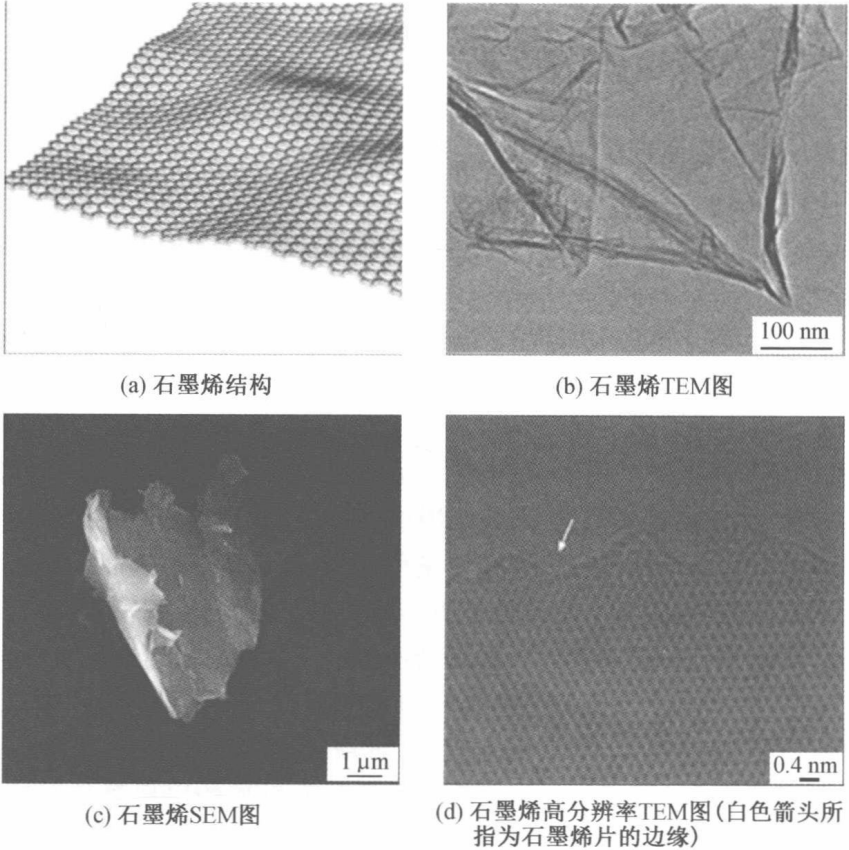 (a) 石墨烯结构
100 nm
(b) 石墨烯TEM图
1 μm
(c) 石墨烯SEM图
0.4 nm
(d) 石墨烯高分辨率TEM图(白色箭头所
指为石墨烯片的边缘)